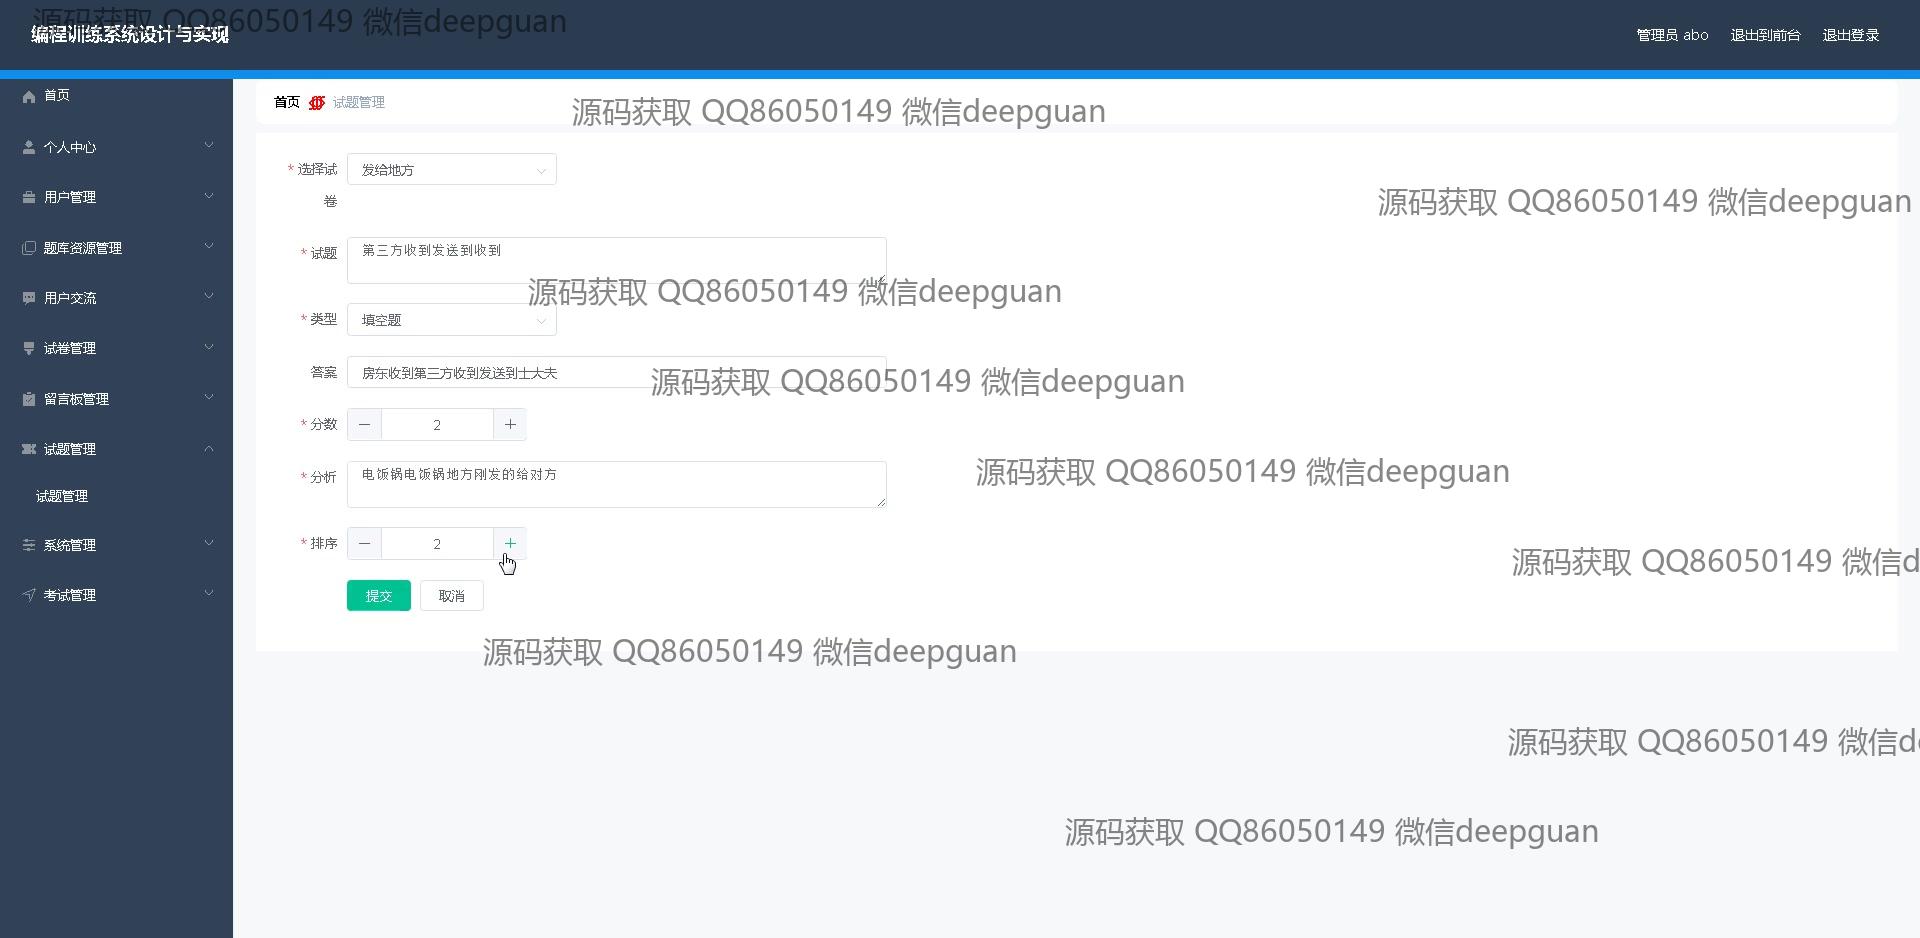 源码获取 QQ86050149 微信deepguan
编程训练系统设计与实现
管理员 abo
退出到前台
退出登录
首页
个人中心
用户管理
题库资源管理
用户交流
试卷管理
留言板管理
试题管理
试题管理
系统管理
考试管理
首页
试题管理
源码获取 QQ86050149 微信deepguan
* 选择试
卷
发给地方
源码获取 QQ86050149 微信deepguan
* 试题
第三方收到发送到收到
源码获取 QQ86050149 微信deepguan
* 类型
填空题
答案
房东收到第三方收到发送到士大夫
源码获取 QQ86050149 微信deepguan
* 分数
2
* 分析
电饭锅电饭锅地方刚发的给对方
源码获取 QQ86050149 微信deepguan
* 排序
2
源码获取 QQ86050149 微信d
提交
取消
源码获取 QQ86050149 微信deepguan
源码获取 QQ86050149 微信d
源码获取 QQ86050149 微信deepguan